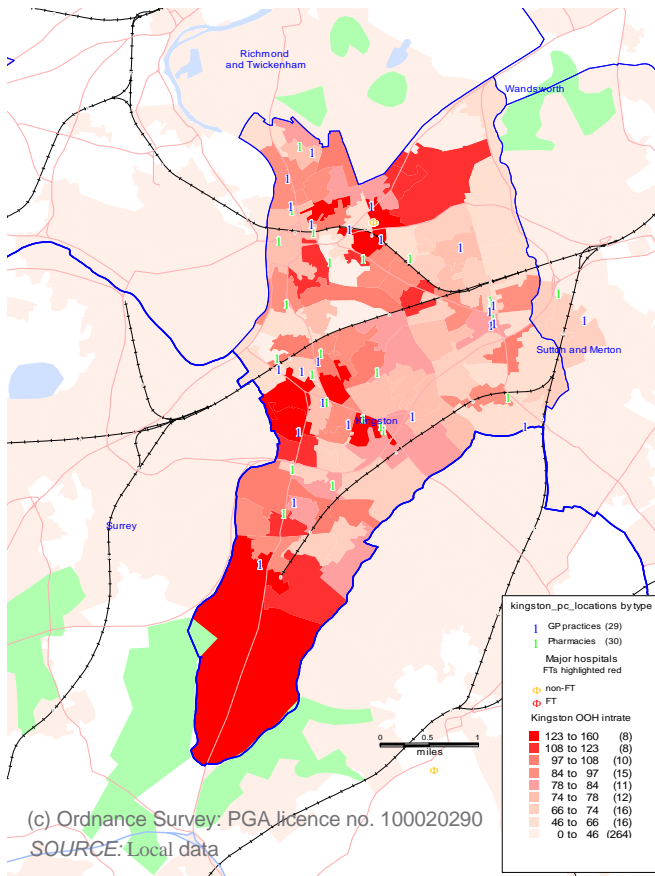 Richmond
and Twickenham
Wandsworth
Sutton and Merton
Kingston
Surrey
kingston_pc_locations by type
1 GP practices (29)
1 Pharmacies (30)
Major hospitals
FTs highlighted red
Φ non-FT
Φ FT
Kingston OOH intrate
123 to 160 (8)
108 to 123 (8)
97 to 108 (10)
84 to 97 (15)
78 to 84 (11)
74 to 78 (12)
66 to 74 (16)
46 to 66 (16)
0 to 46 (264)
0 0.5 1
miles
(c) Ordnance Survey: PGA licence no. 100020290
SOURCE: Local data